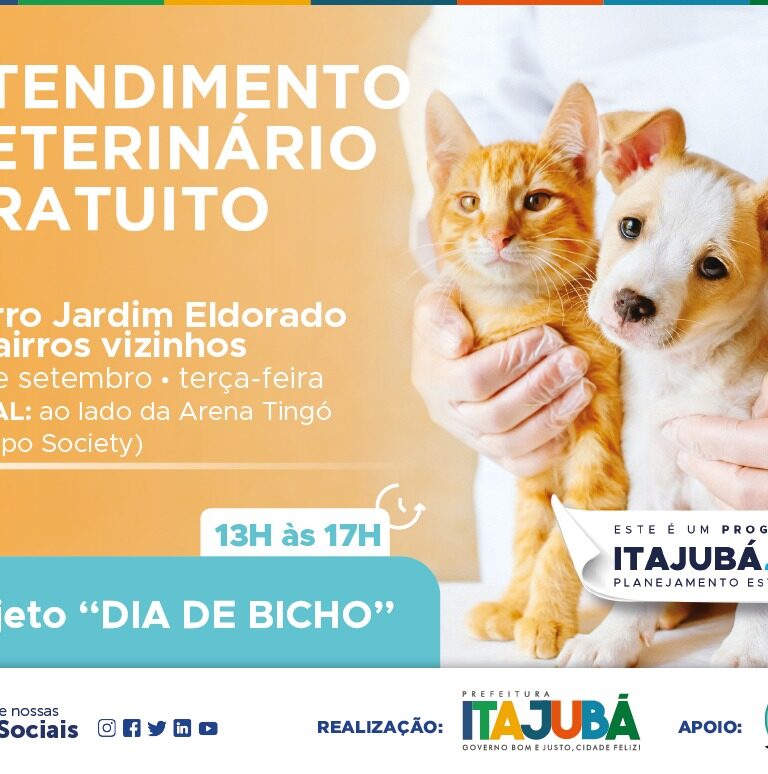 TENDIMENTO
ETERINÁRIO
RATUITO
rro Jardim Eldorado
airros vizinhos
e setembro • terça-feira
AL: ao lado da Arena Tingó
po Society)
13H às 17H
jeto “DIA DE BICHO”
ESTE É UM PROG
ITAJUBÁ
PLANEJAMENTO EST
e nossas
Sociais
REALIZAÇÃO:
PREFEITURA
ITAJUBÁ
GOVERNO BOM E JUSTO, CIDADE FELIZ!
APOIO: